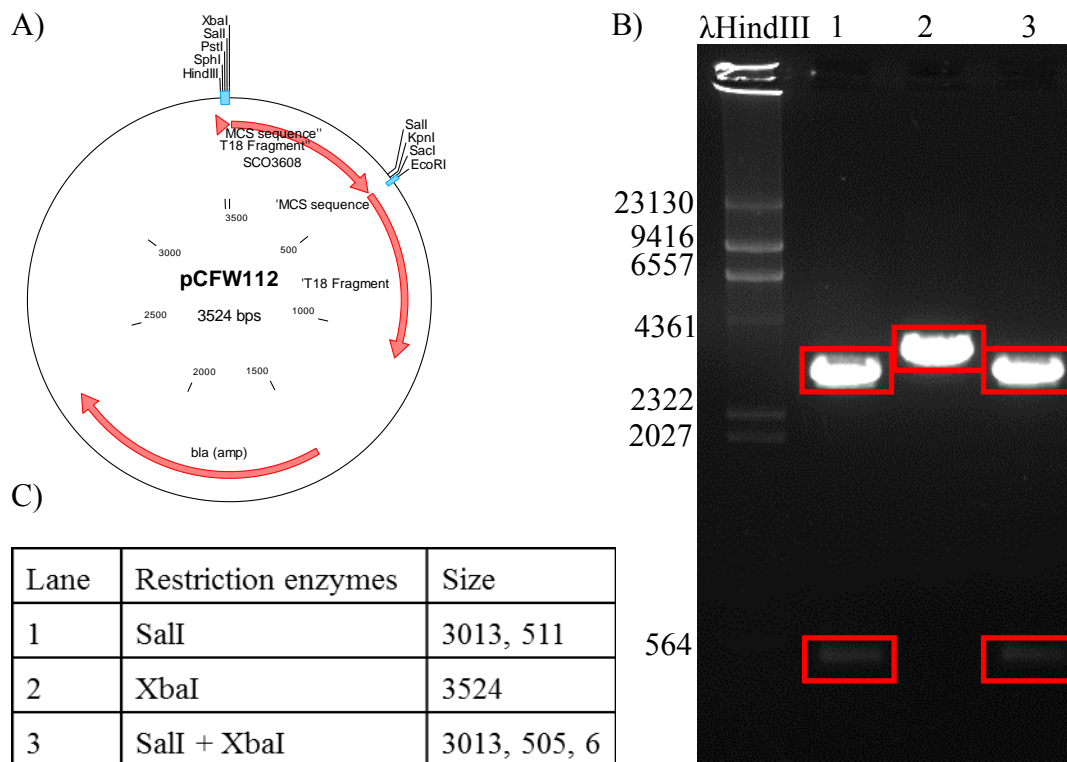 A)
XbaI
SalI
PstI
SphI
HindIII
SalI
KpnI
SacI
EcoRI
MCS sequence''
T18 Fragment''
SCO3608
'MCS sequence
'T18 Fragment
3500
500
1000
1500
2000
2500
3000
pCFW112
3524 bps
bla (amp)
B)
λHindIII 1 2 3
23130
9416
6557
4361
2322
2027
564
C)
Lane Restriction enzymes Size
1 SalI 3013, 511
2 XbaI 3524
3 SalI + XbaI 3013, 505, 6